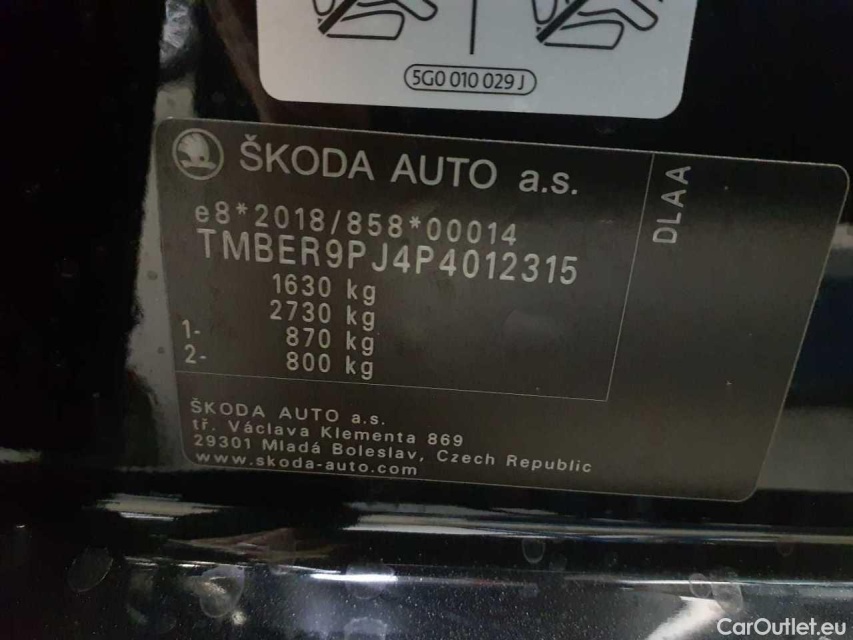 5G0 010 029 J
ŠKODA AUTO a.s.
DLAA
e8*2018/858*00014
TMBER9PJ4P4012315
1630 kg
2730 kg
1- 870 kg
2- 800 kg
ŠKODA AUTO a.s.
tř. Václava Klementa 869
29301 Mladá Boleslav, Czech Republic
www.skoda-auto.com
CarOutlet.eu